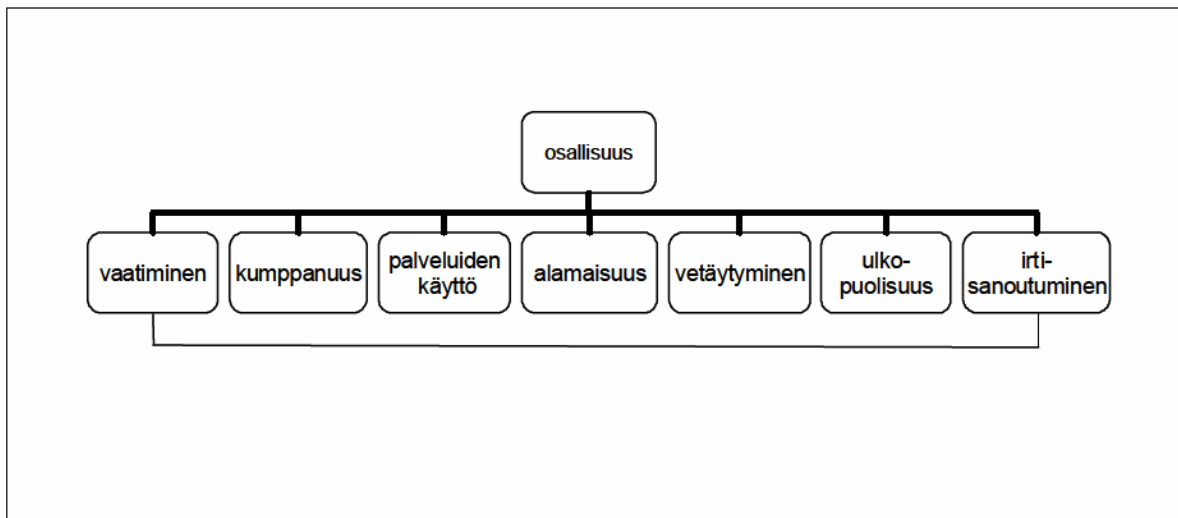 osallisuus
vaatiminen
kumppanuus
palveluiden
käyttö
alamaisuus
vetäytyminen
ulko-
puolisuus
irti-
sanoutuminen